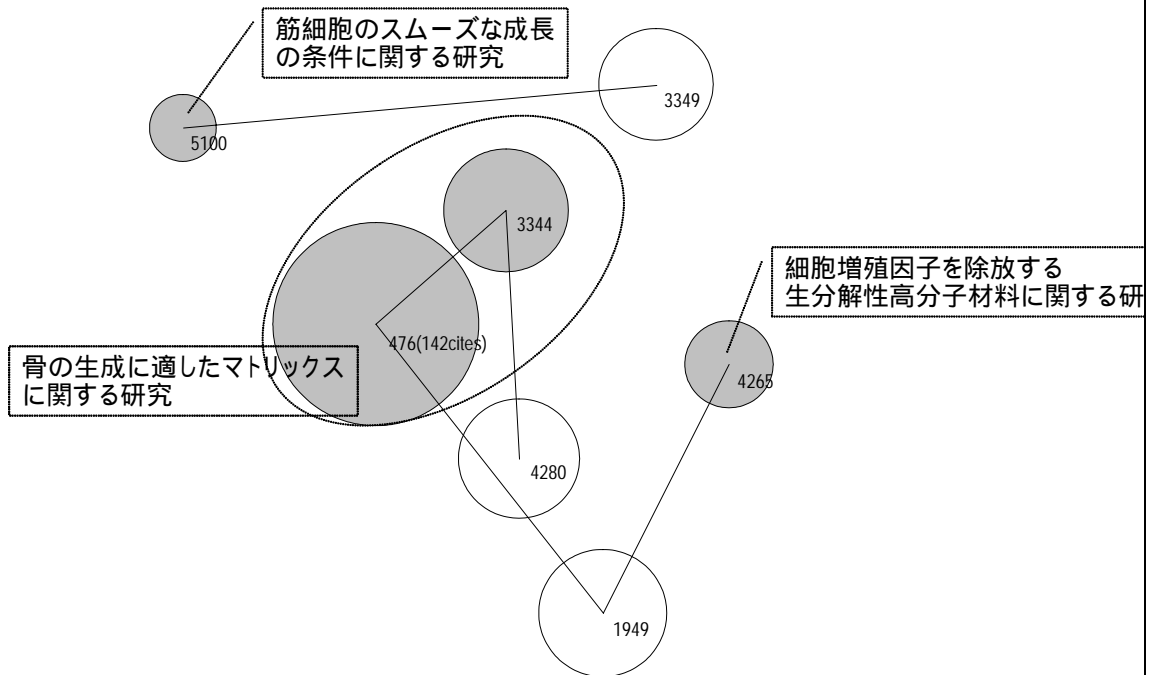 筋細胞のスムーズな成長
の条件に関する研究
3349
5100
3344
細胞増殖因子を除放する
生分解性高分子材料に関する研
476(142cites)
骨の生成に適したマトリックス
に関する研究
4265
4280
1949